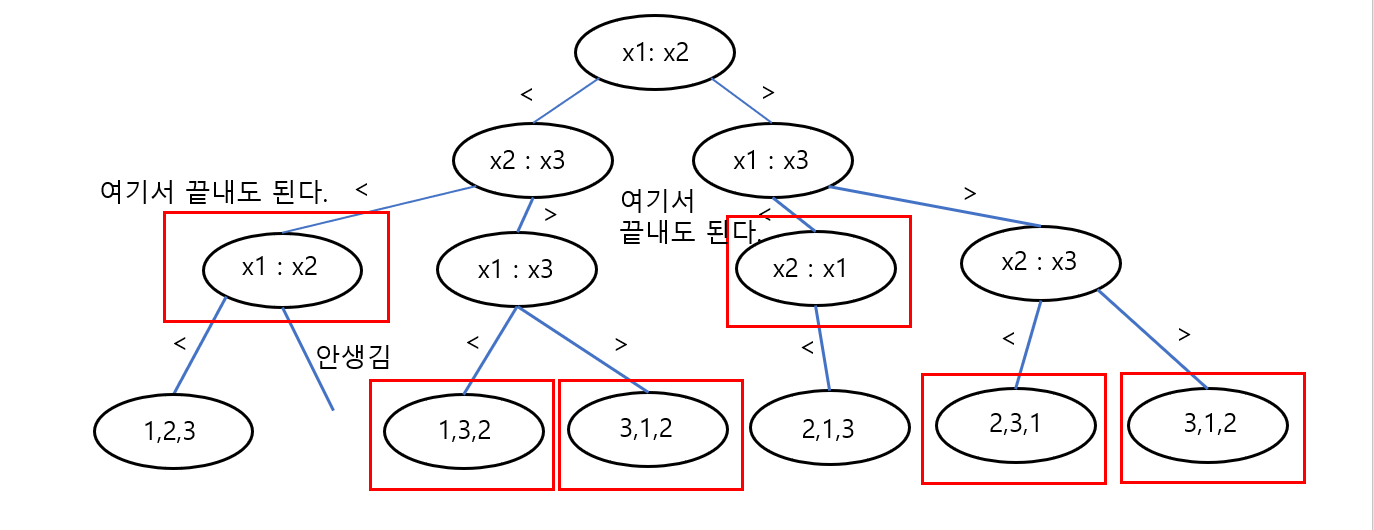 x1: x2
<
>
x2 : x3
x1 : x3
여기서 끝내도 된다.
<
>
여기서
끝내도 된다.
<
>
x1 : x2
x1 : x3
x2 : x1
x2 : x3
<
안생김
<
>
<
<
>
1,2,3
1,3,2
3,1,2
2,1,3
2,3,1
3,1,2